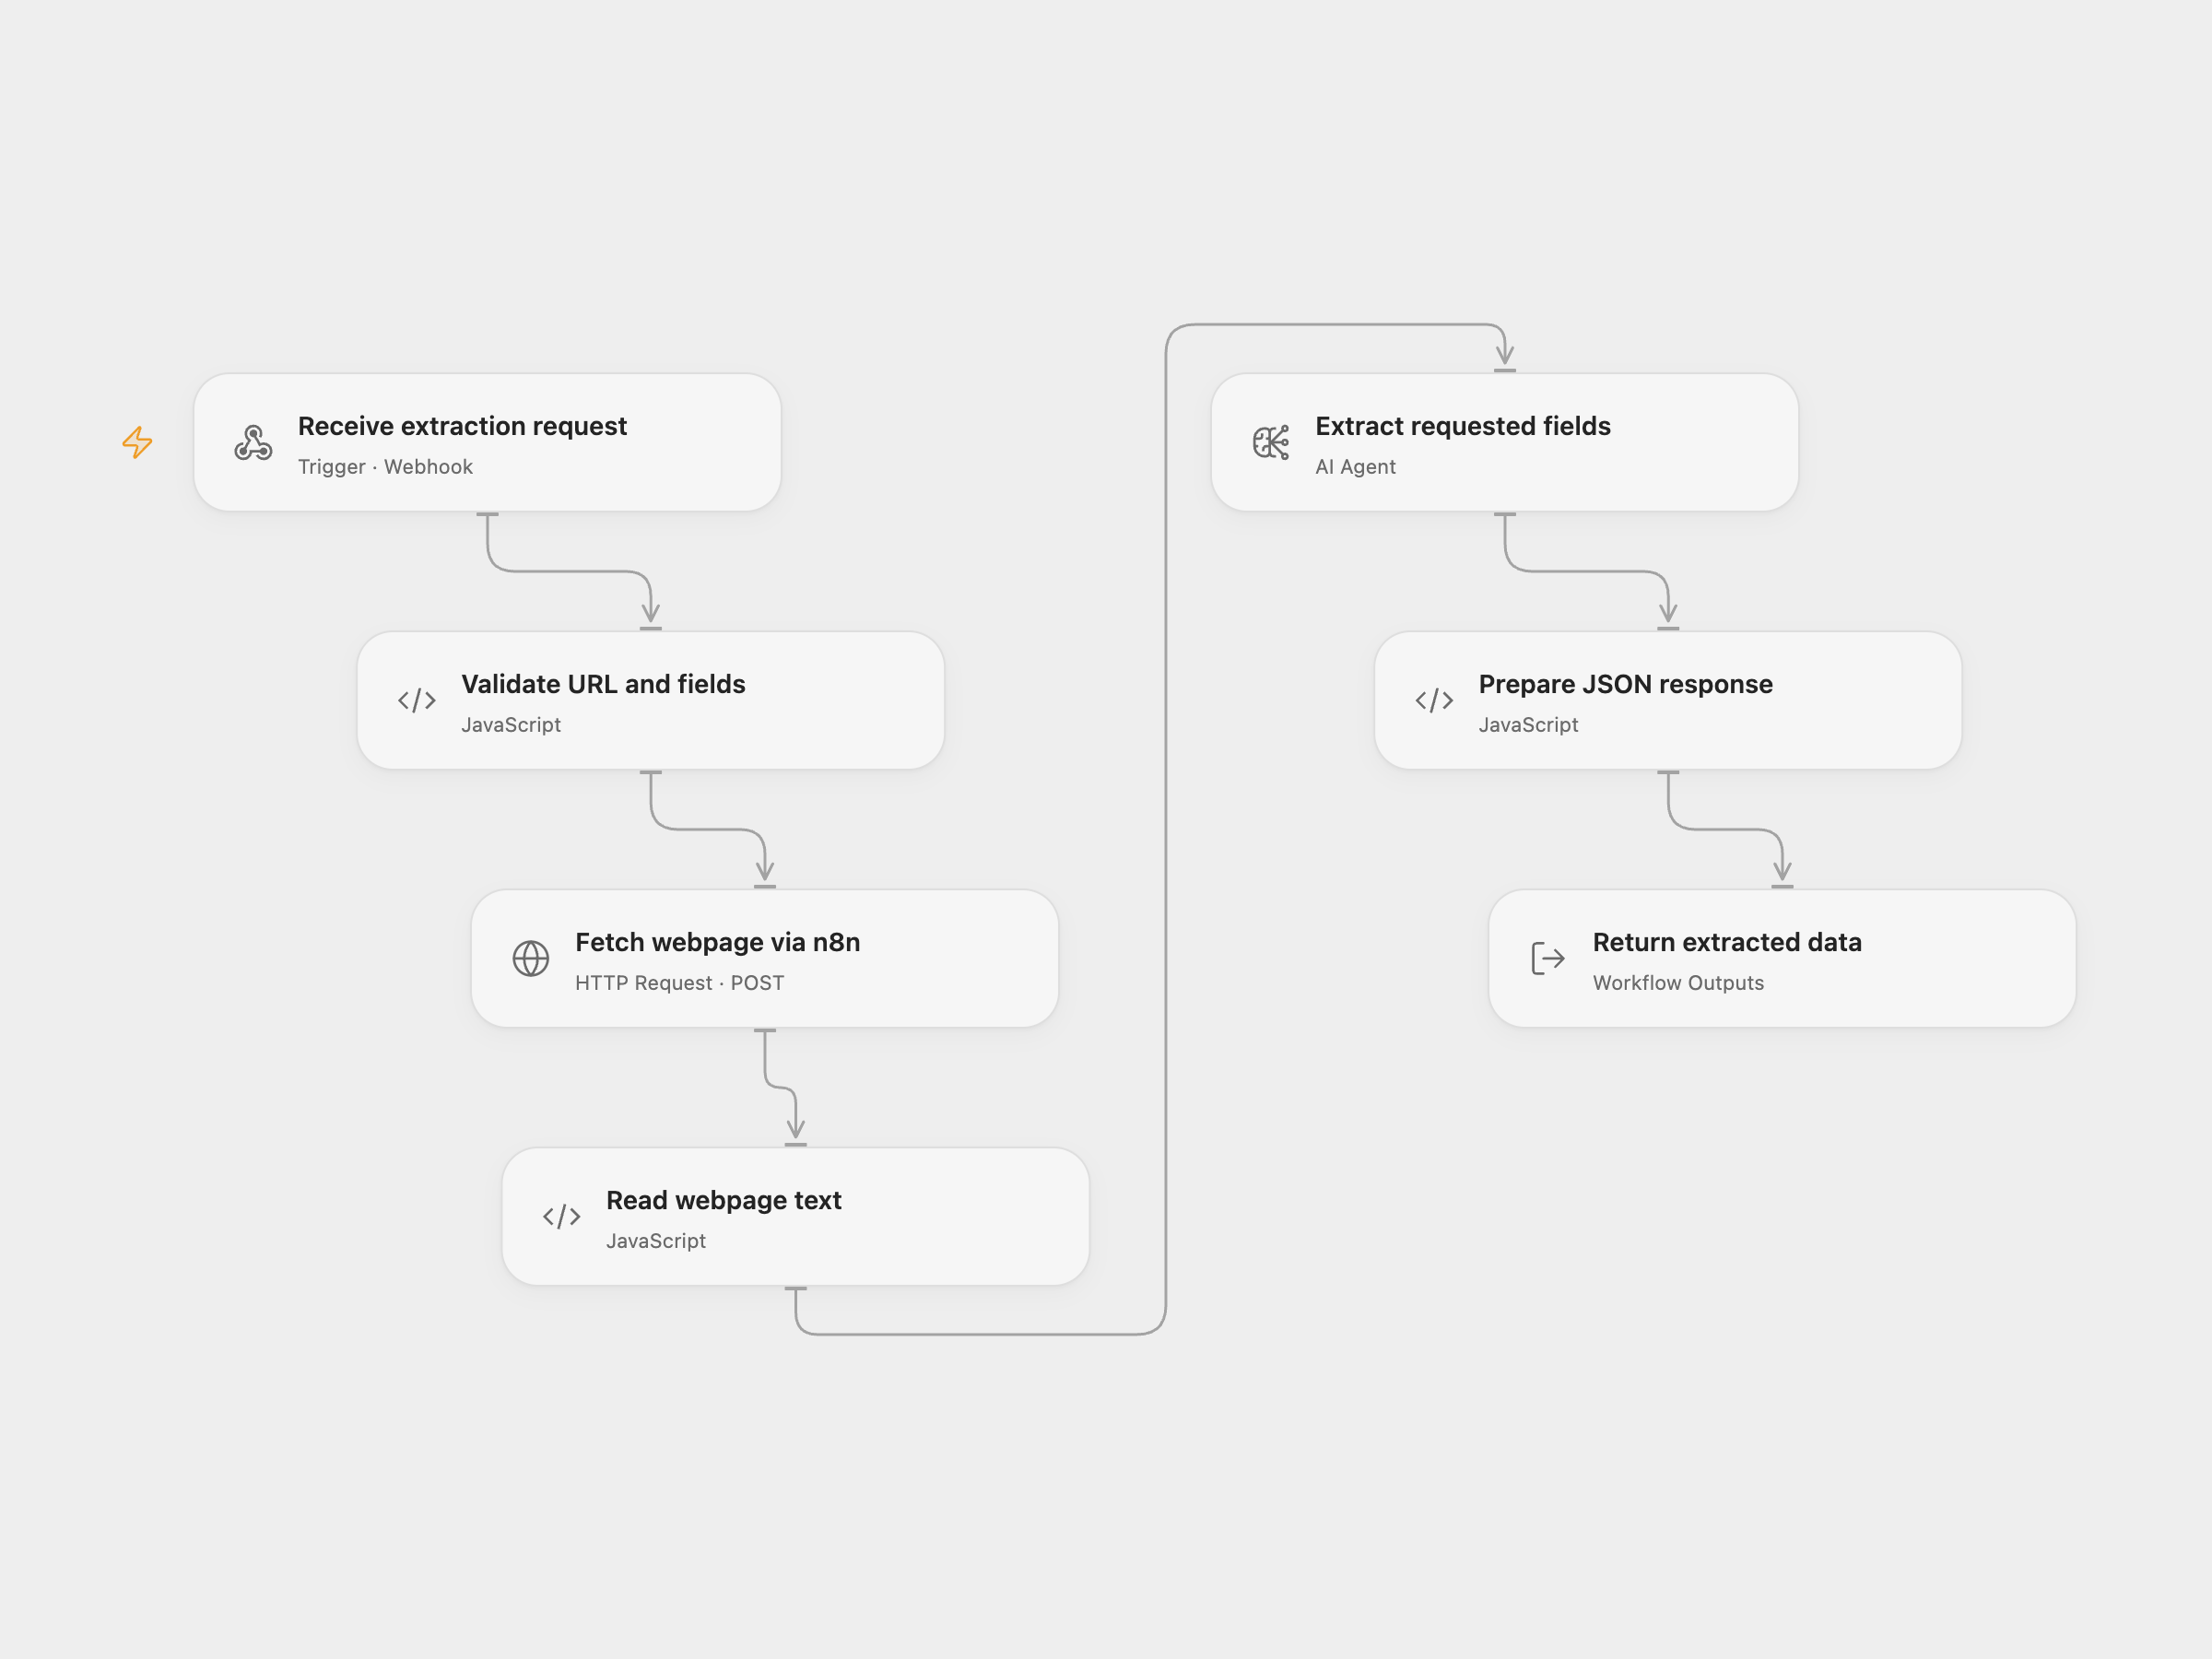 Receive extraction request
Trigger · Webhook
Validate URL and fields
JavaScript
Fetch webpage via n8n
HTTP Request · POST
Read webpage text
JavaScript
Extract requested fields
AI Agent
Prepare JSON response
JavaScript
Return extracted data
Workflow Outputs